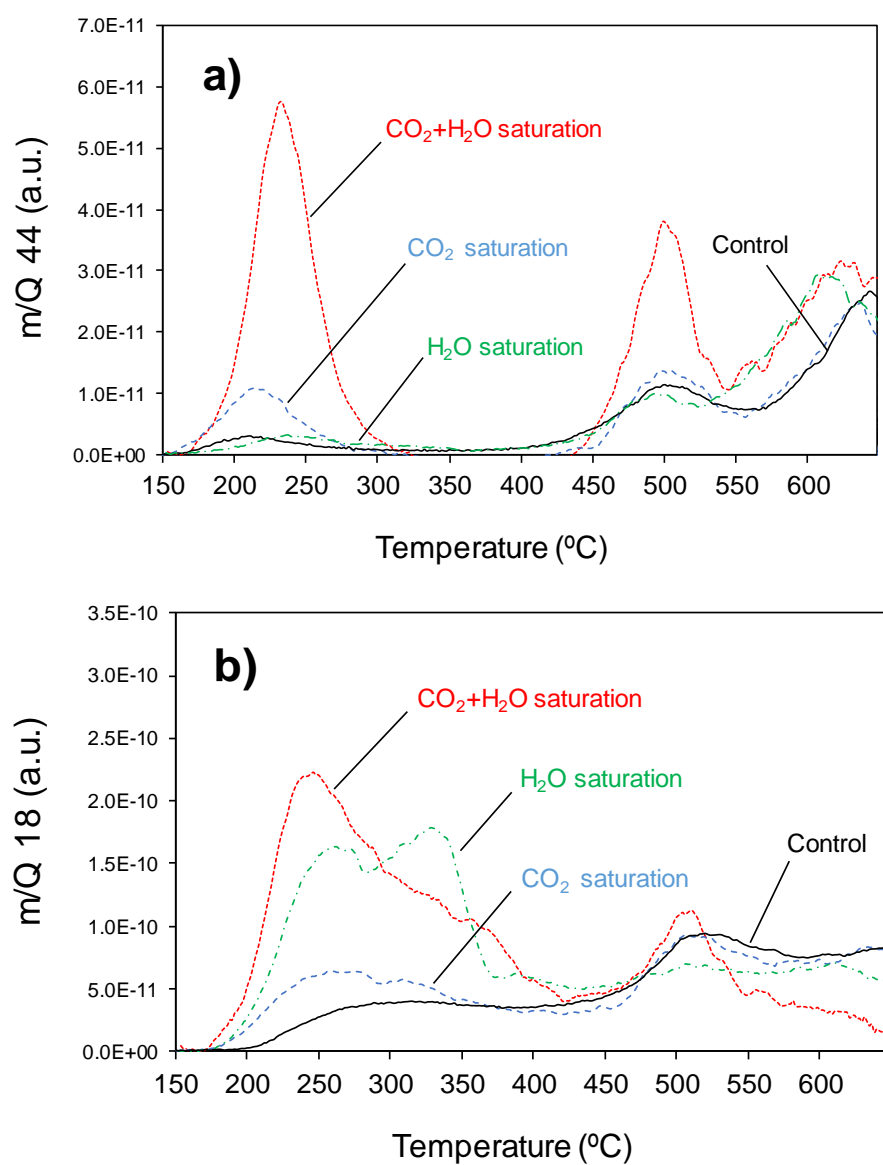 7.0E-11
a)
6.0E-11
CO₂+H₂O saturation
5.0E-11
4.0E-11
CO₂ saturation
Control
3.0E-11
H₂O saturation
2.0E-11
1.0E-11
0.0E+00
m/Q 44 (a.u.)
150 200 250 300 350 400 450 500 550 600
Temperature (ºC)
3.5E-10
b)
3.0E-10
CO₂+H₂O saturation
2.5E-10
H₂O saturation
2.0E-10
Control
1.5E-10
CO₂ saturation
1.0E-10
5.0E-11
0.0E+00
m/Q 18 (a.u.)
150 200 250 300 350 400 450 500 550 600
Temperature (ºC)